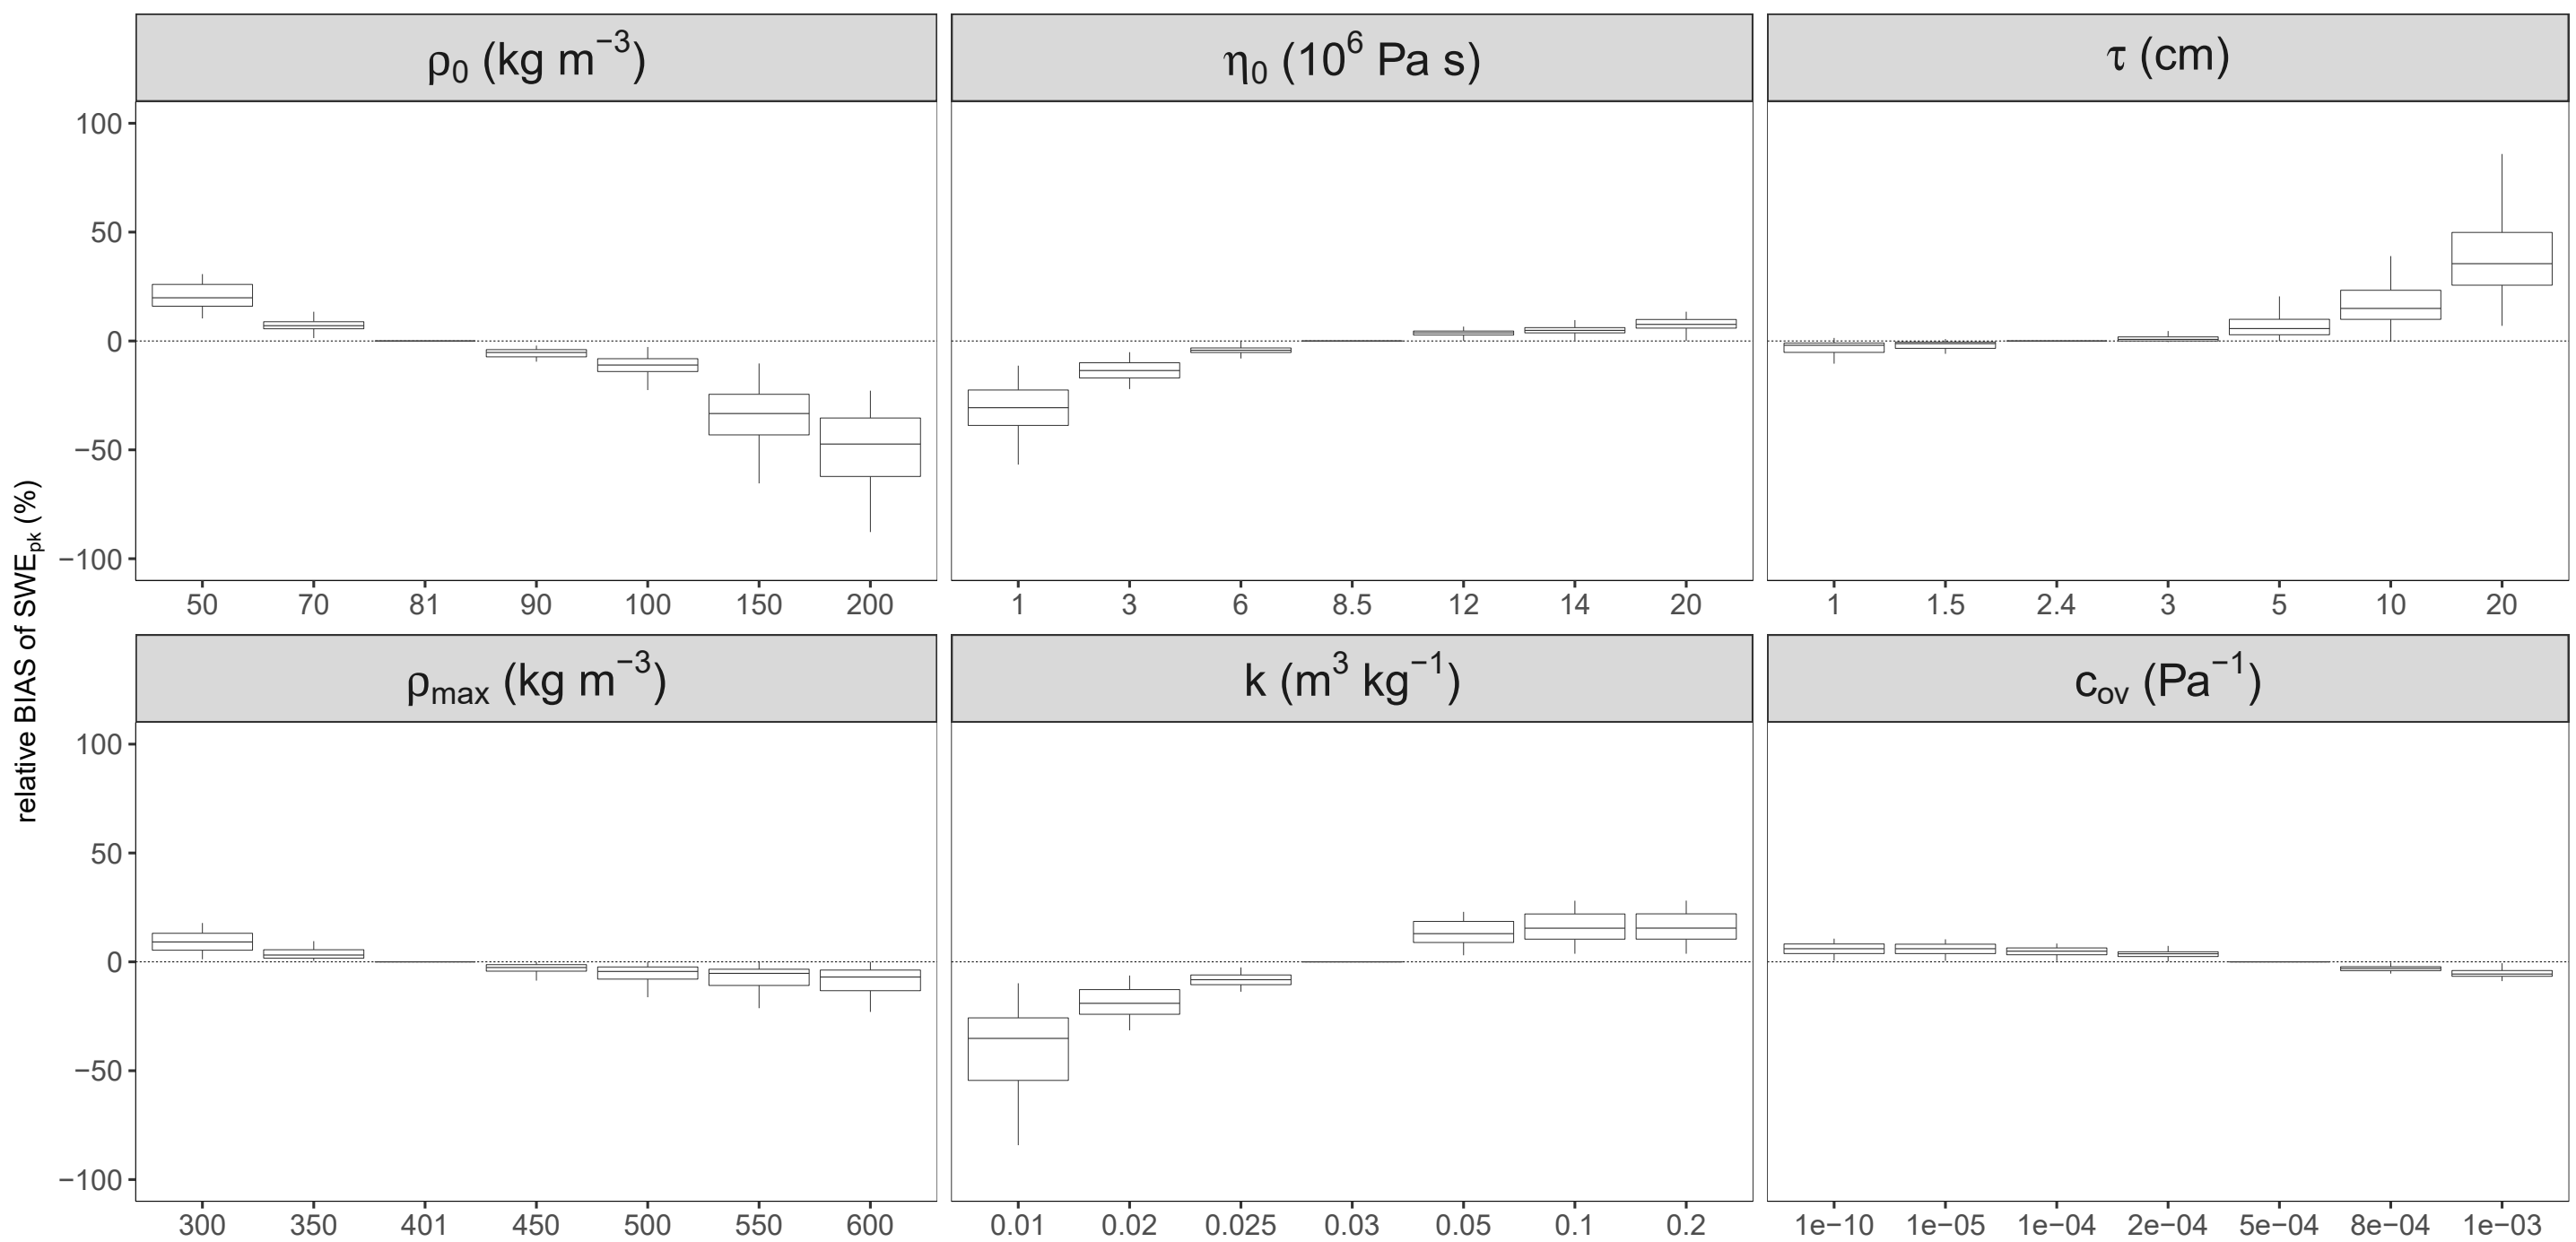 ρ0 (kg m−3)
η0 (10^6 Pa s)
τ (cm)
100
50
0
−50
−100
50 70 81 90 100 150 200
1 3 6 8.5 12 14 20
1 1.5 2.4 3 5 10 20
relative BIAS of SWEpk (%)
ρmax (kg m−3)
k (m3 kg−1)
cov (Pa−1)
100
50
0
−50
−100
300 350 401 450 500 550 600
0.01 0.02 0.025 0.03 0.05 0.1 0.2
1e−10 1e−05 1e−04 2e−04 5e−04 8e−04 1e−03